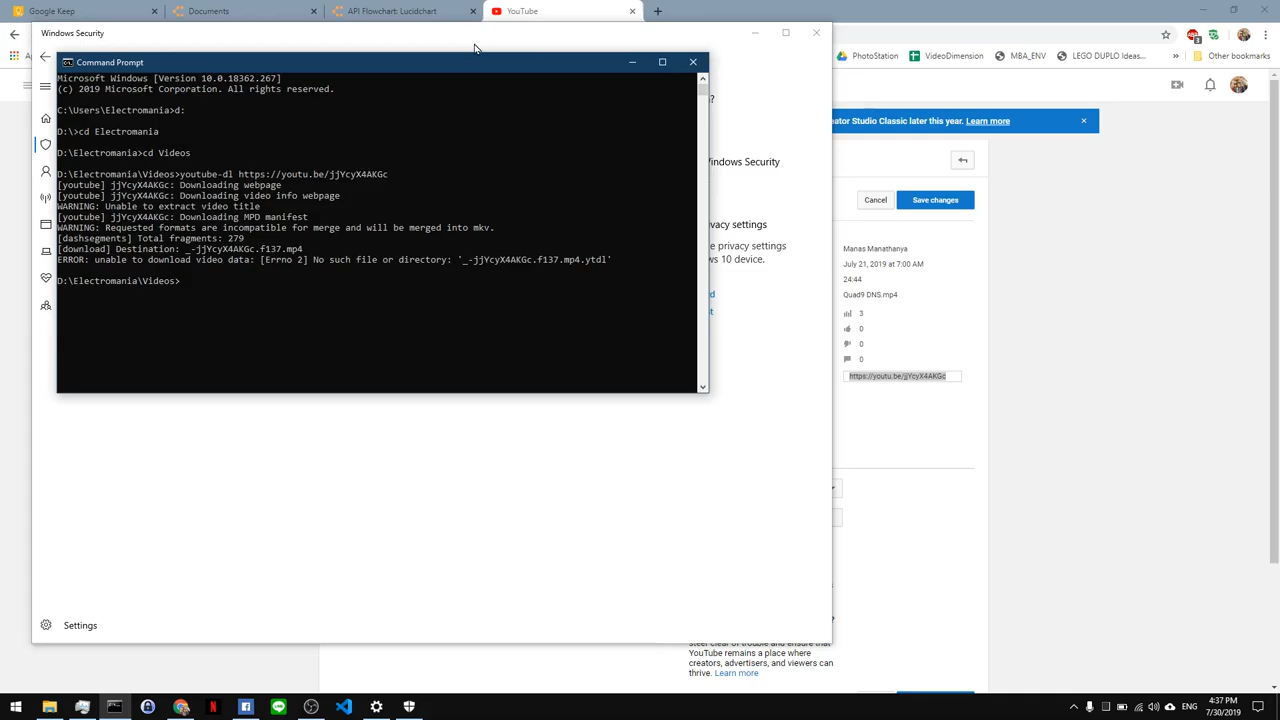 Google Keep
Documents
API Flowchart: Lucidchart
YouTube
Windows Security
PhotoStation
VideoDimension
MBA_ENV
LEGO DUPLO Ideas...
Other bookmarks
Command Prompt
Microsoft Windows [Version 10.0.18362.267]
(c) 2019 Microsoft Corporation. All rights reserved.
C:\Users\Electromania>d:
D:\>cd Electromania
D:\Electromania>cd Videos
D:\Electromania\Videos>youtube-dl https://youtu.be/jjYcyX4AKGc
[youtube] jjYcyX4AKGc: Downloading webpage
[youtube] jjYcyX4AKGc: Downloading video info webpage
WARNING: Unable to extract video title
[youtube] jjYcyX4AKGc: Downloading MPD manifest
WARNING: Requested formats are incompatible for merge and will be merged into mkv.
[dashsegments] Total fragments: 279
[download] Destination: _-jjYcyX4AKGc.f137.mp4
ERROR: unable to download video data: [Errno 2] No such file or directory: '_-jjYcyX4AKGc.f137.mp4.ytdl'
D:\Electromania\Videos>
Windows Security
privacy settings
e privacy settings
ows 10 device.
eator Studio Classic later this year. Learn more
Cancel
Save changes
Manas Manathanya
July 21, 2019 at 7:00 AM
24:44
Quad9 DNS.mp4
3
0
0
0
https://youtu.be/jjYcyX4AKGc
Settings
steer clear of trouble and ensure that
YouTube remains a place where
creators, advertisers, and viewers can
thrive. Learn more
ENG
4:37 PM
7/30/2019